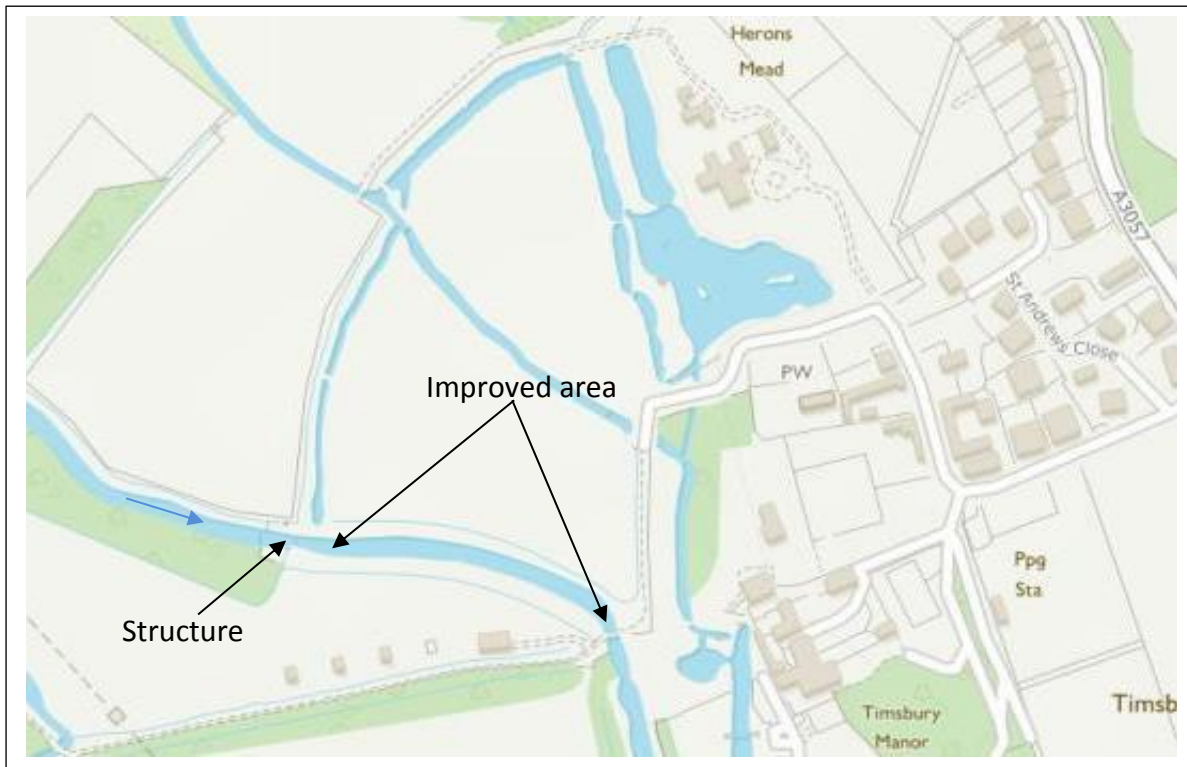 Herons
Mead
A3057
St Andrews Close
PW
Improved area
Structure
Ppg
Sta
Timsbury
Manor
Timsb